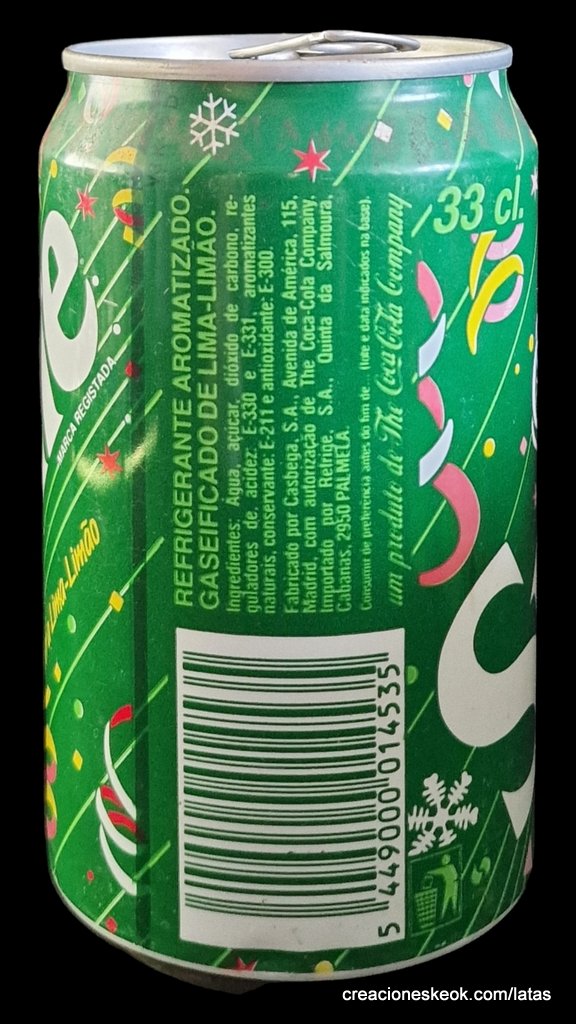 REFRIGERANTE AROMATIZADO.
GASEIFICADO DE LIMA-LIMÃO.
Ingredientes: Agua, açúcar, dióxido de carbono, re-
guladores de acidez: E-330 e E-331, aromatizantes
naturais, conservante: E-211 e antioxidante: E-300.
Fabricado por Casbega, S.A., Avenida de América, 115,
Madrid, com autorização de The Coca-Cola Company.
Importado por Refrige, S.A., Quinta da Salmoura,
Cabanas, 2950 PALMELA.
Consumir de preferência antes do fim de... (lote e data indicados na base).
um produto de The Coca-Cola Company
33 cl.
MARCA REGISTADA
Lima-Limão
5 449000 014535
creacioneskeok.com/latas